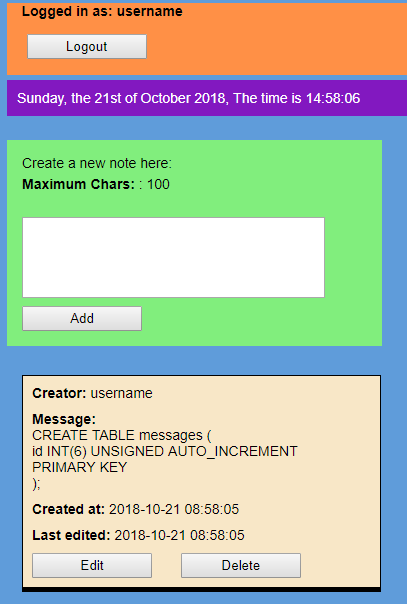 Logged in as: username
Logout
Sunday, the 21st of October 2018, The time is 14:58:06
Create a new note here:
Maximum Chars: : 100
Add
Creator: username
Message:
CREATE TABLE messages (
id INT(6) UNSIGNED AUTO_INCREMENT
PRIMARY KEY
);
Created at: 2018-10-21 08:58:05
Last edited: 2018-10-21 08:58:05
Edit
Delete